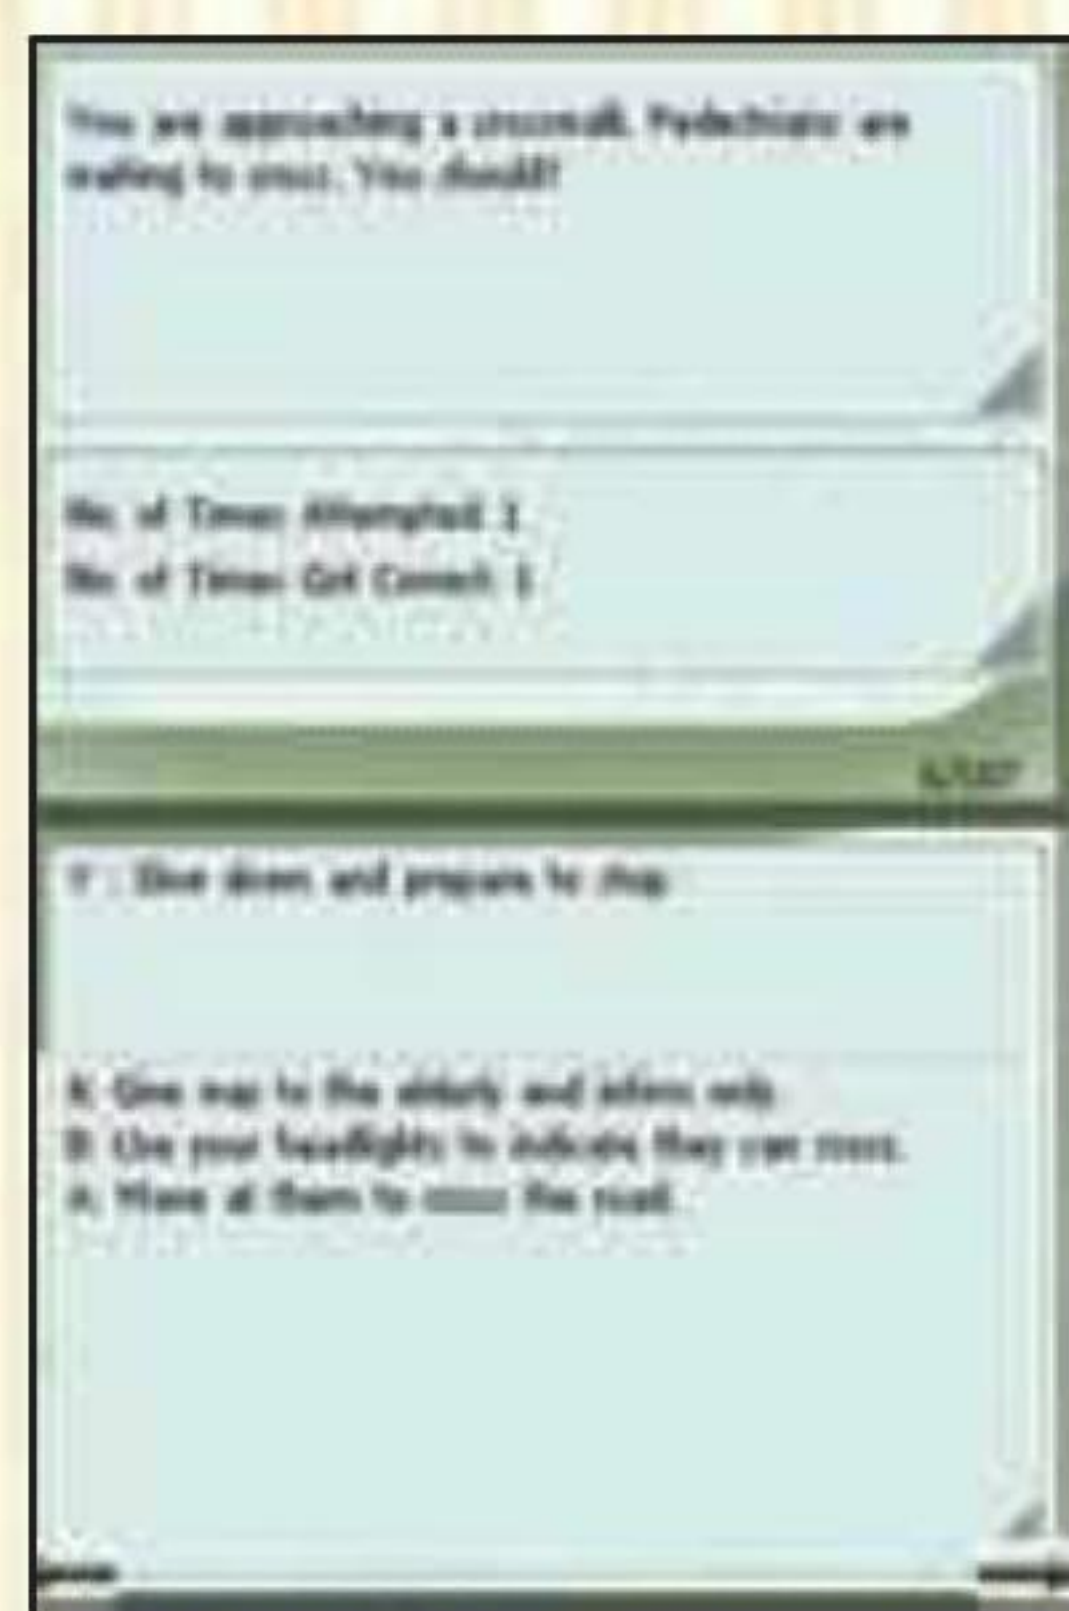 You are approaching a crosswalk. Pedestrians are
waiting to cross. You should?
No. of Times Attempted: 1
No. of Times Got Correct: 1
Y : Slow down and prepare to stop
X: Give way to the elderly and infirm only.
B: Use your headlights to indicate they can cross.
A: Wave at them to cross the road.